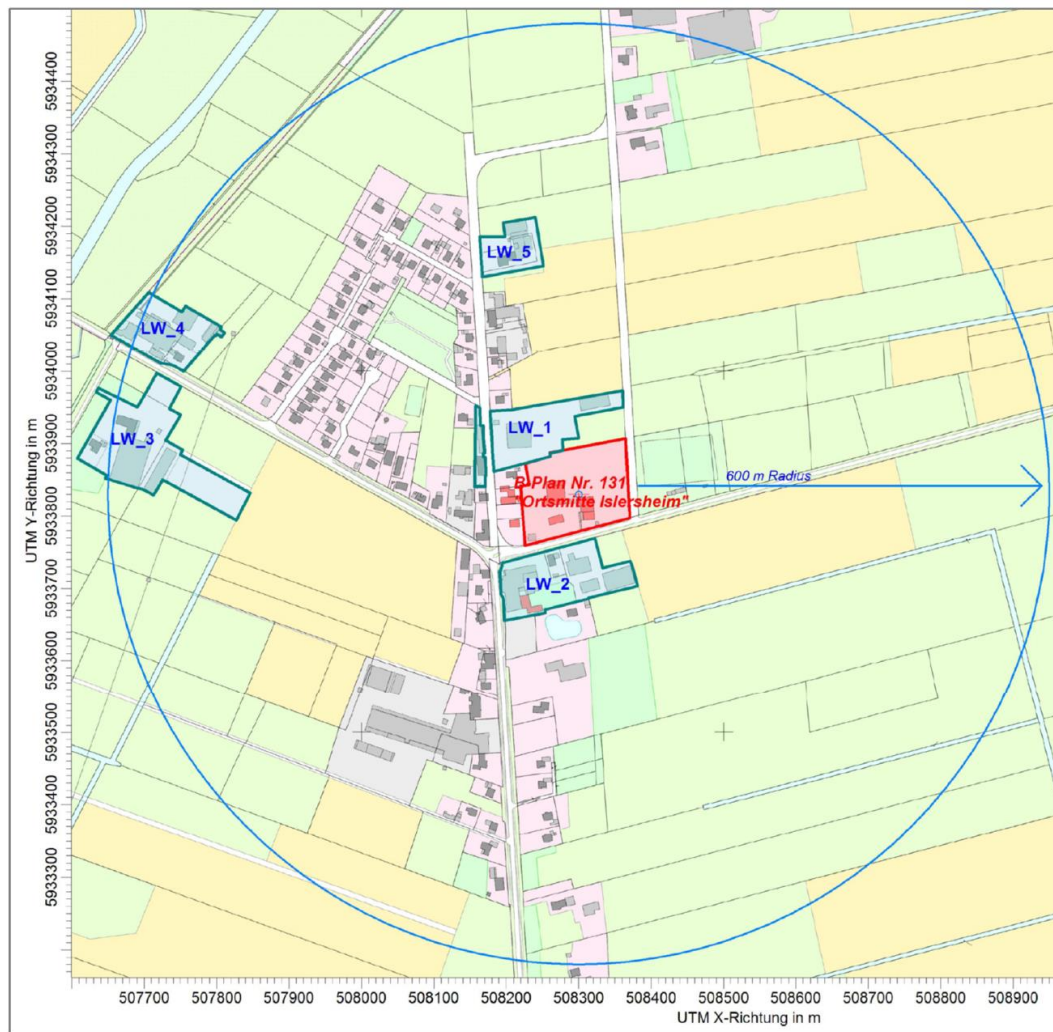 UTM Y-Richtung in m
5934400
5934300
5934200
5934100
5934000
5933900
5933800
5933700
5933600
5933500
5933400
5933300
LW_5
LW_4
LW_1
LW_3
B-Plan Nr. 131
"Ortsmitte Islersheim"
600 m Radius
LW_2
507700 507800 507900 508000 508100 508200 508300 508400 508500 508600 508700 508800 508900
UTM X-Richtung in m